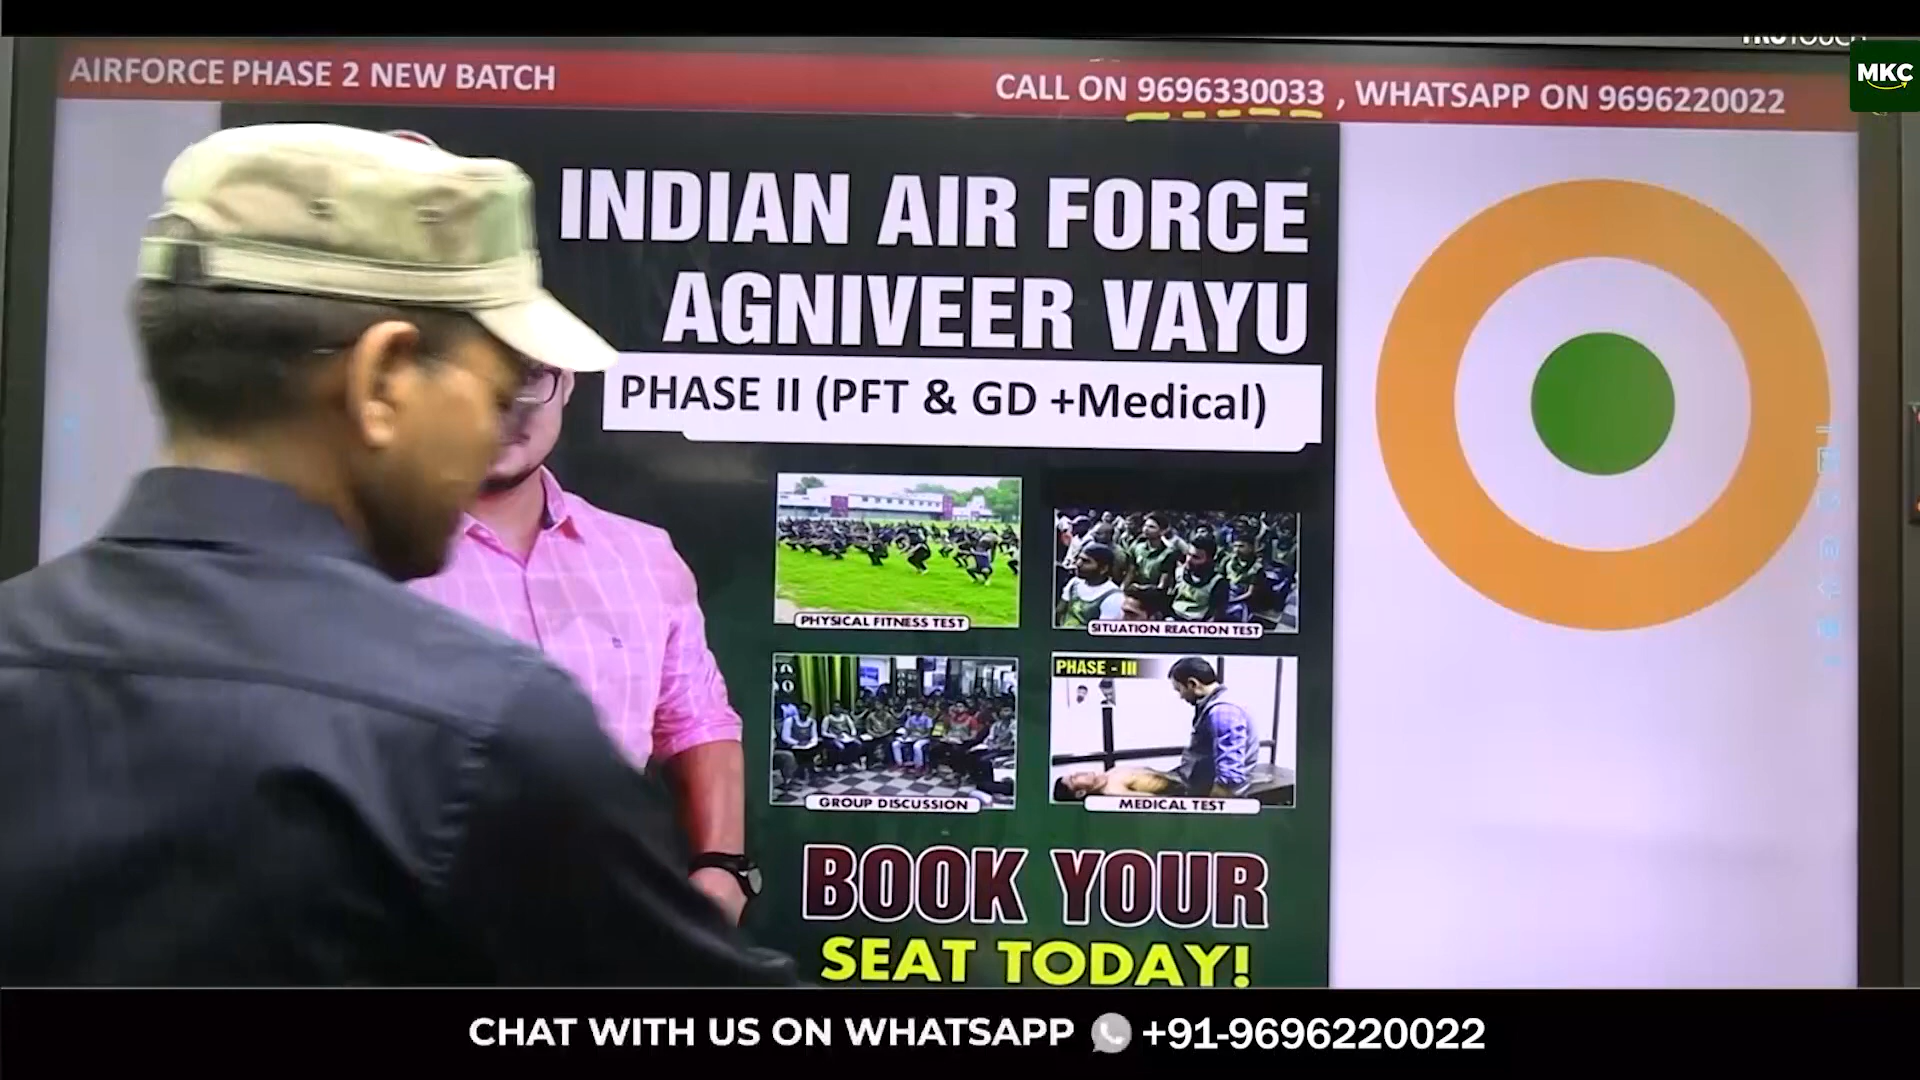 TRUTOUCH
MKC
AIRFORCE PHASE 2 NEW BATCH
CALL ON 9696330033 , WHATSAPP ON 9696220022
INDIAN AIR FORCE
AGNIVEER VAYU
PHASE II (PFT & GD +Medical)
PHYSICAL FITNESS TEST
SITUATION REACTION TEST
GROUP DISCUSSION
PHASE - III
MEDICAL TEST
BOOK YOUR
SEAT TODAY!
CHAT WITH US ON WHATSAPP +91-9696220022